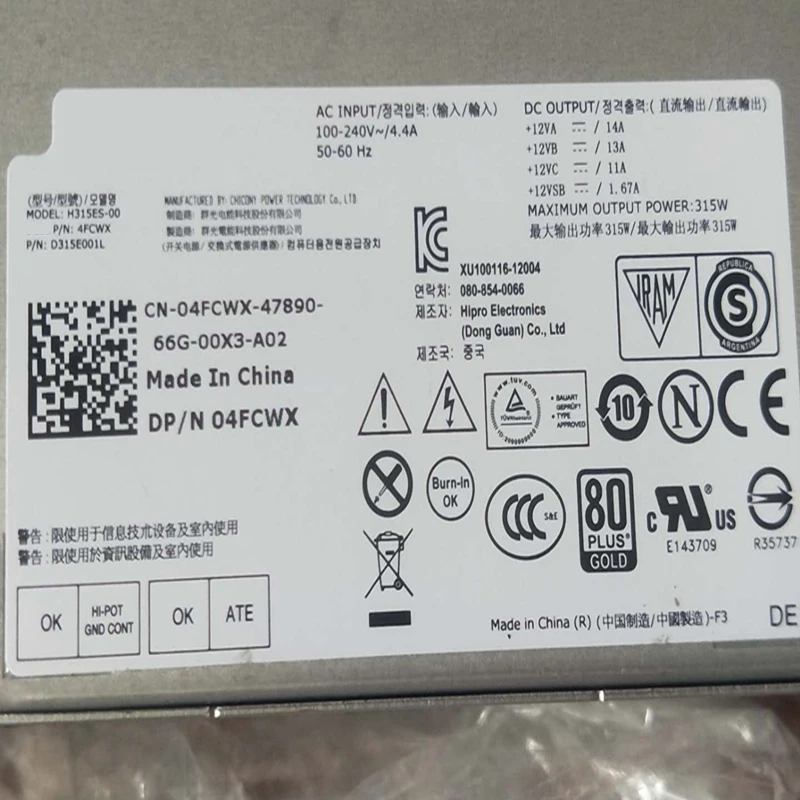 AC INPUT/정격입력: (输入/輸入)
100-240V~/4.4A
50-60 Hz
DC OUTPUT/정격출력:( 直流输出/直流輸出)
+12VA ⎓ / 14A
+12VB ⎓ / 13A
+12VC ⎓ / 11A
+12VSB ⎓ / 1.67A
MAXIMUM OUTPUT POWER:315W
最大输出功率315W/最大輸出功率315W
(型号/型號)/모델명
MODEL: H315ES-00
P/N: 4FCWX
P/N: D315E001L
MANUFACTURED BY: CHICONY POWER TECHNOLOGY Co., LTD.
制造商: 群光电能科技股份有限公司
製造商: 群光電能科技股份有限公司
(开关电源/交換式電源供應器)/컴퓨터용전원공급장치
XU100116-12004
연락처: 080-854-0066
제조자: Hipro Electronics
(Dong Guan) Co., Ltd
제조국: 중국
CN-04FCWX-47890-
66G-00X3-A02
Made In China
DP/N 04FCWX
IRAM
REPUBLICA
S
ARGENTINA
www.tuv.com
TÜVRheinland
• BAUART
GEPRÜFT
• TYPE
APPROVED
10
N
CE
Burn-In
OK
CCC
S&E
80
PLUS®
GOLD
c RU® US
E143709
R35737
警告: 限使用于信息技术设备及室内使用
警告: 限使用於資訊設備及室內使用
OK
HI-POT
GND CONT
OK
ATE
Made in China (R) (中国制造/中國製造)-F3
DE